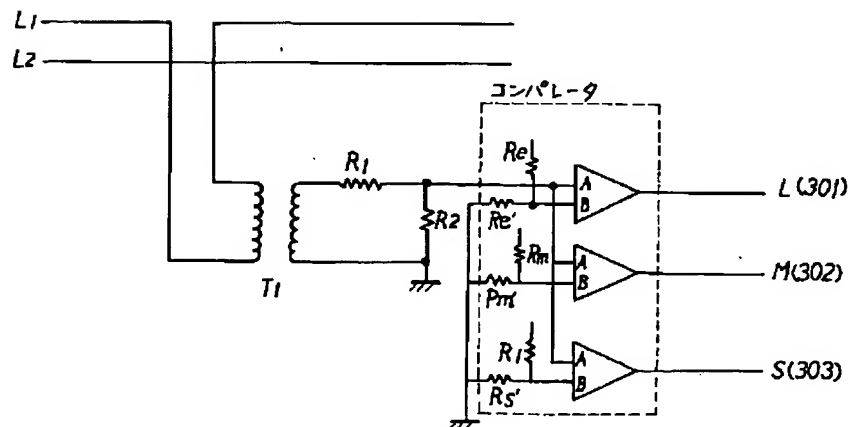 L1
L2
コンパレータ
R1
Re
A
B
L(301)
Re'
R2
Rm
A
B
M(302)
Pm'
T1
R1
A
B
S(303)
Rs'